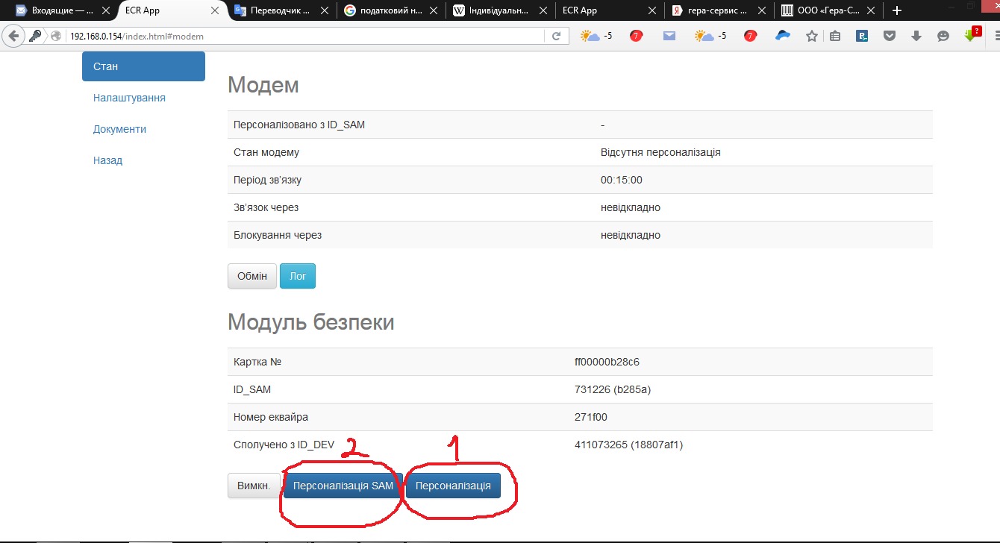 Входящие — ...
ECR App
Переводчик ...
податковий н...
Індивідуальн...
ECR App
гера-сервис ...
ООО «Гера-С...
192.168.0.154/index.html#modem
-5
7
-5
7
?
Стан
Налаштування
Документи
Назад
Модем
Персоналізовано з ID_SAM -
Стан модему Відсутня персоналізація
Період зв'язку 00:15:00
Зв'язок через невідкладно
Блокування через невідкладно
Обмін Лог
Модуль безпеки
Картка № ff00000b28c6
ID_SAM 731226 (b285a)
Номер еквайра 271f00
Сполучено з ID_DEV 411073265 (18807af1)
2 1
Вимкн. Персоналізація SAM Персоналізація